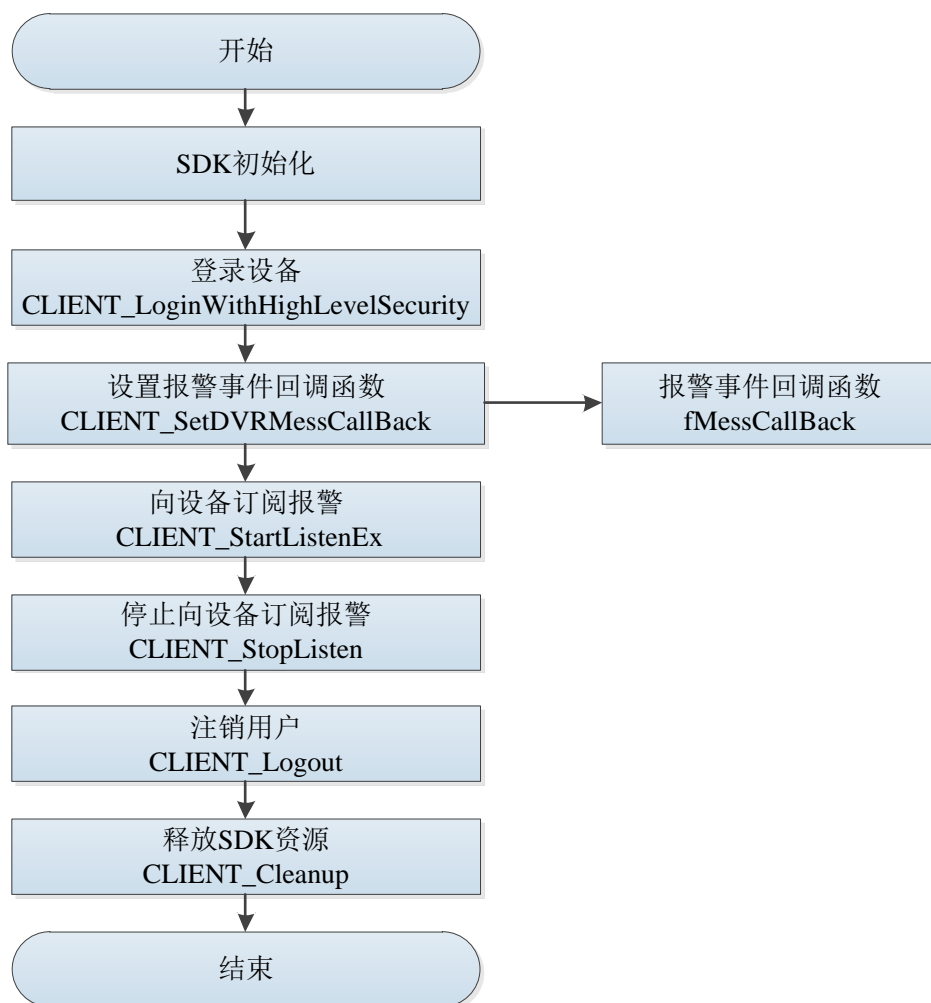 开始
SDK初始化
登录设备
CLIENT_LoginWithHighLevelSecurity
设置报警事件回调函数
CLIENT_SetDVRMessCallBack
报警事件回调函数
fMessCallBack
向设备订阅报警
CLIENT_StartListenEx
停止向设备订阅报警
CLIENT_StopListen
注销用户
CLIENT_Logout
释放SDK资源
CLIENT_Cleanup
结束